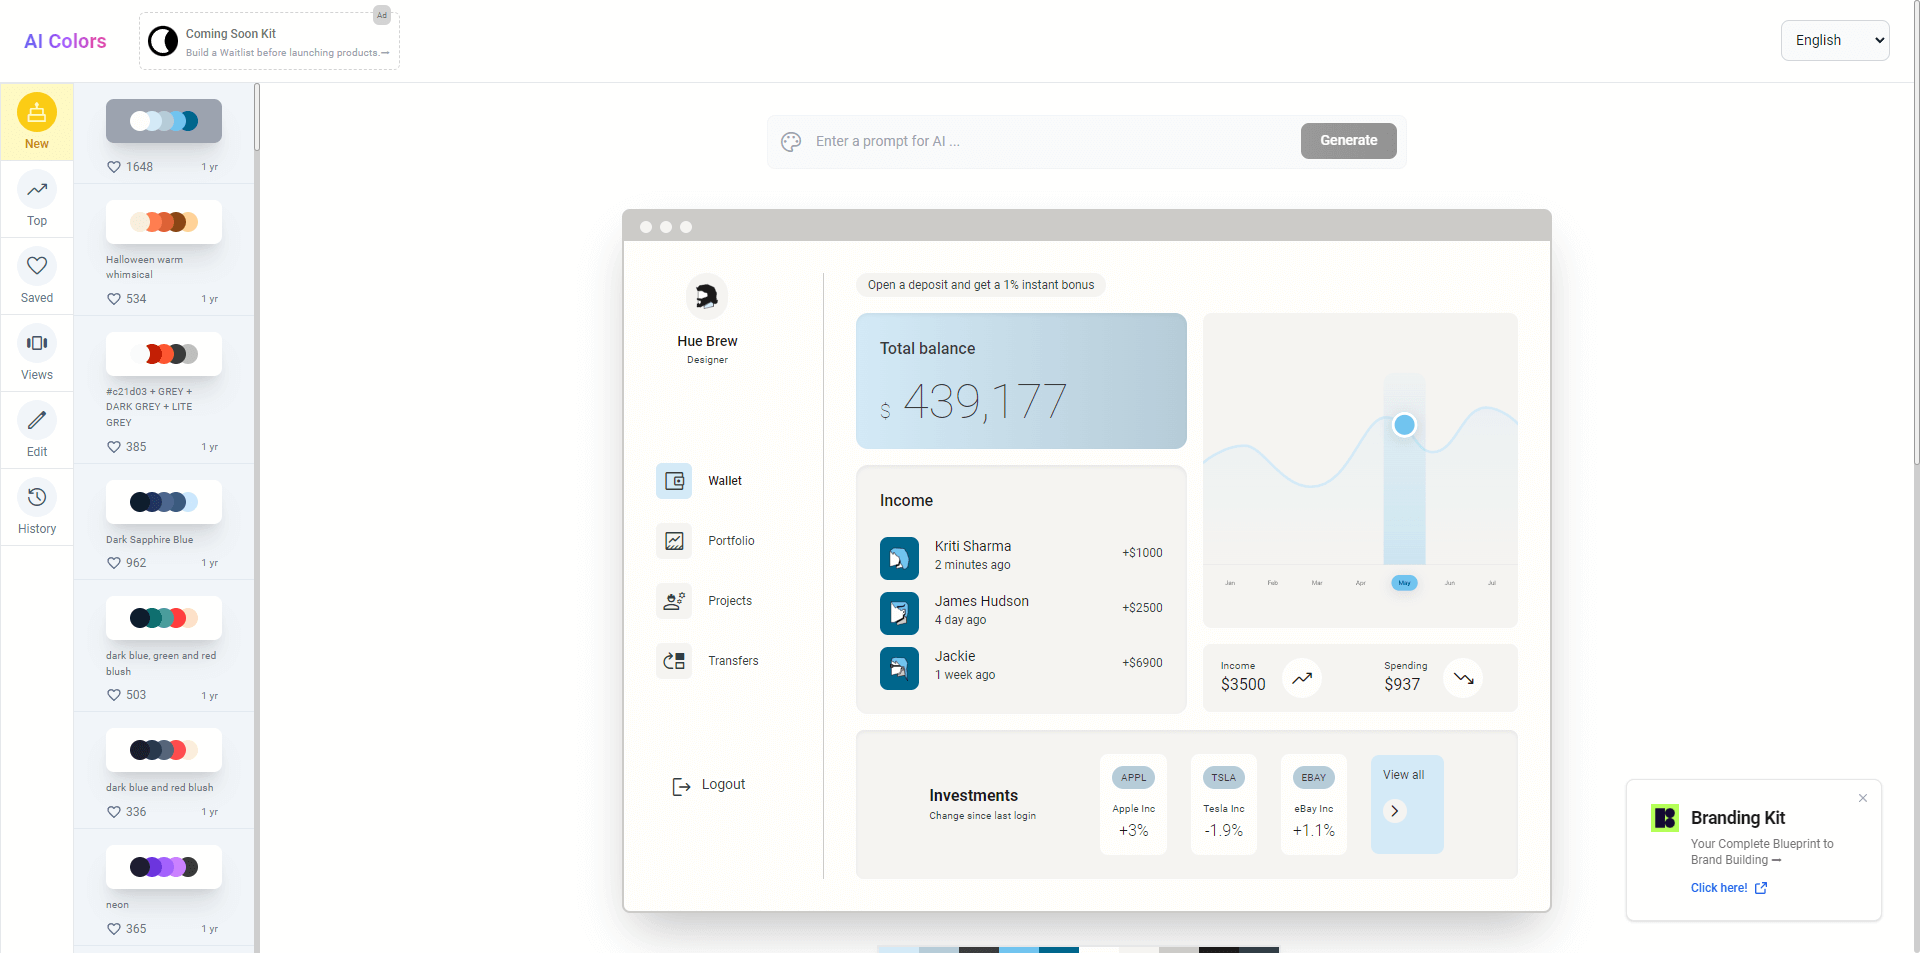 AI Colors
Coming Soon Kit
Build a Waitlist before launching products.→
Ad
English
New
Top
Saved
Views
Edit
History
1648
1 yr
Halloween warm
whimsical
534
1 yr
#c21d03 + GREY +
DARK GREY + LITE
GREY
385
1 yr
Dark Sapphire Blue
962
1 yr
dark blue, green and red
blush
503
1 yr
dark blue and red blush
336
1 yr
neon
365
1 yr
Enter a prompt for AI ...
Generate
Hue Brew
Designer
Wallet
Portfolio
Projects
Transfers
Logout
Open a deposit and get a 1% instant bonus
Total balance
$ 439,177
Income
Kriti Sharma
2 minutes ago
+$1000
James Hudson
4 day ago
+$2500
Jackie
1 week ago
+$6900
Jan Feb Mar Apr May Jun Jul
Income
$3500
Spending
$937
Investments
Change since last login
APPL
Apple Inc
+3%
TSLA
Tesla Inc
-1.9%
EBAY
eBay Inc
+1.1%
View all
Branding Kit
Your Complete Blueprint to
Brand Building →
Click here!